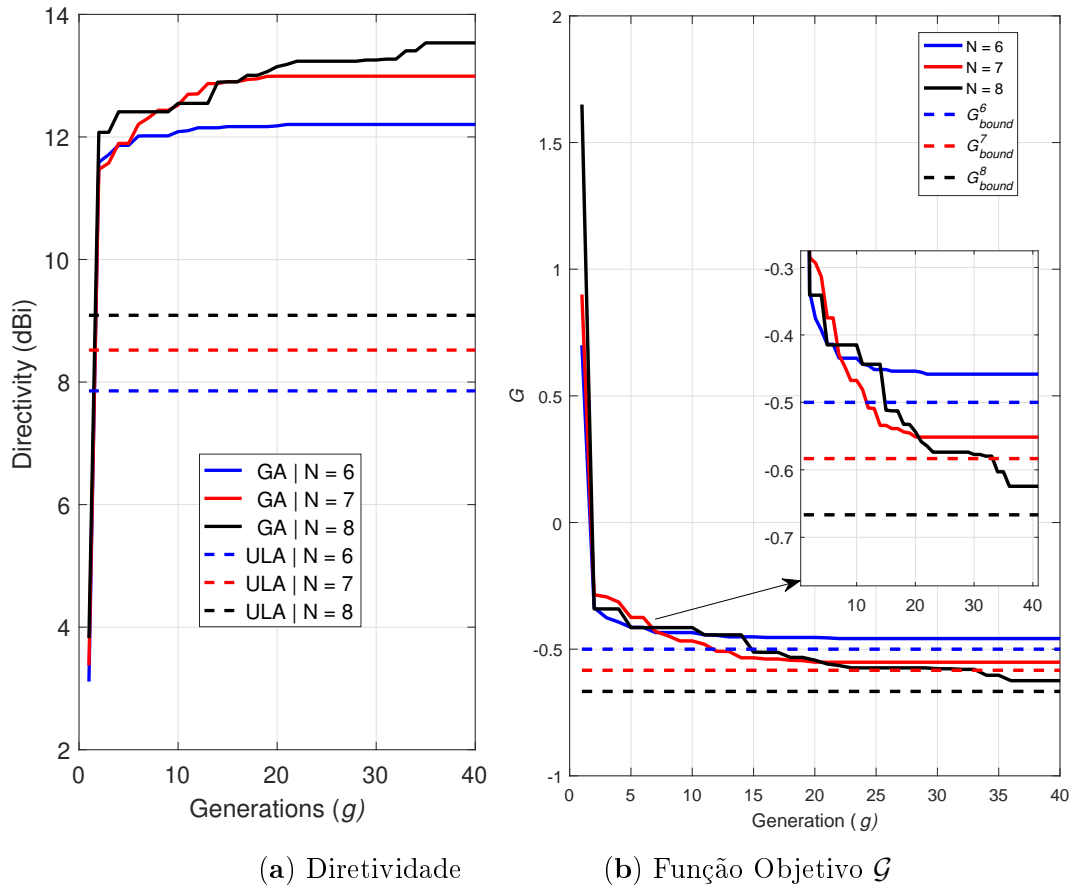 14
12
10
8
6
4
2
Directivity (dBi)
0
10
20
30
40
Generations (g)
GA | N = 6
GA | N = 7
GA | N = 8
ULA | N = 6
ULA | N = 7
ULA | N = 8
2
1.5
1
0.5
0
-0.5
-1
G
0
5
10
15
20
25
30
35
40
Generation (g)
N = 6
N = 7
N = 8
G^6_bound
G^7_bound
G^8_bound
-0.3
-0.4
-0.5
-0.6
-0.7
10
20
30
40
(a) Diretividade
(b) Função Objetivo 𝓖